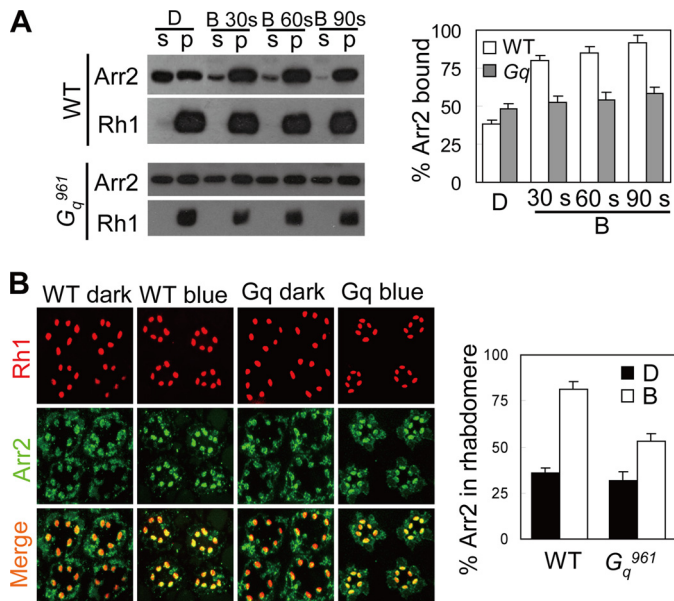 A
D B 30s B 60s B 90s
s p s p s p s p
WT
Arr2
Rh1
Gq961
Arr2
Rh1
% Arr2 bound
100
75
50
25
0
WT
Gq
D 30 s 60 s 90 s
B
B
WT dark WT blue Gq dark Gq blue
Rh1
Arr2
Merge
% Arr2 in rhabdomere
100
75
50
25
0
D
B
WT Gq961